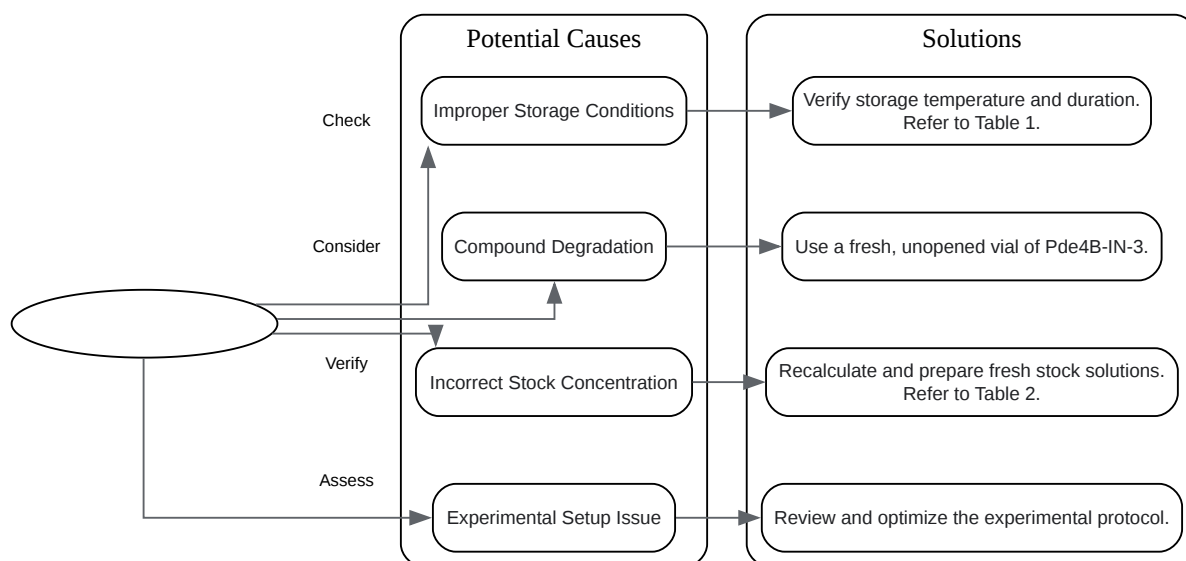 Potential Causes
Solutions
Check
Improper Storage Conditions
Verify storage temperature and duration.
Refer to Table 1.
Consider
Compound Degradation
Use a fresh, unopened vial of Pde4B-IN-3.
Verify
Incorrect Stock Concentration
Recalculate and prepare fresh stock solutions.
Refer to Table 2.
Assess
Experimental Setup Issue
Review and optimize the experimental protocol.